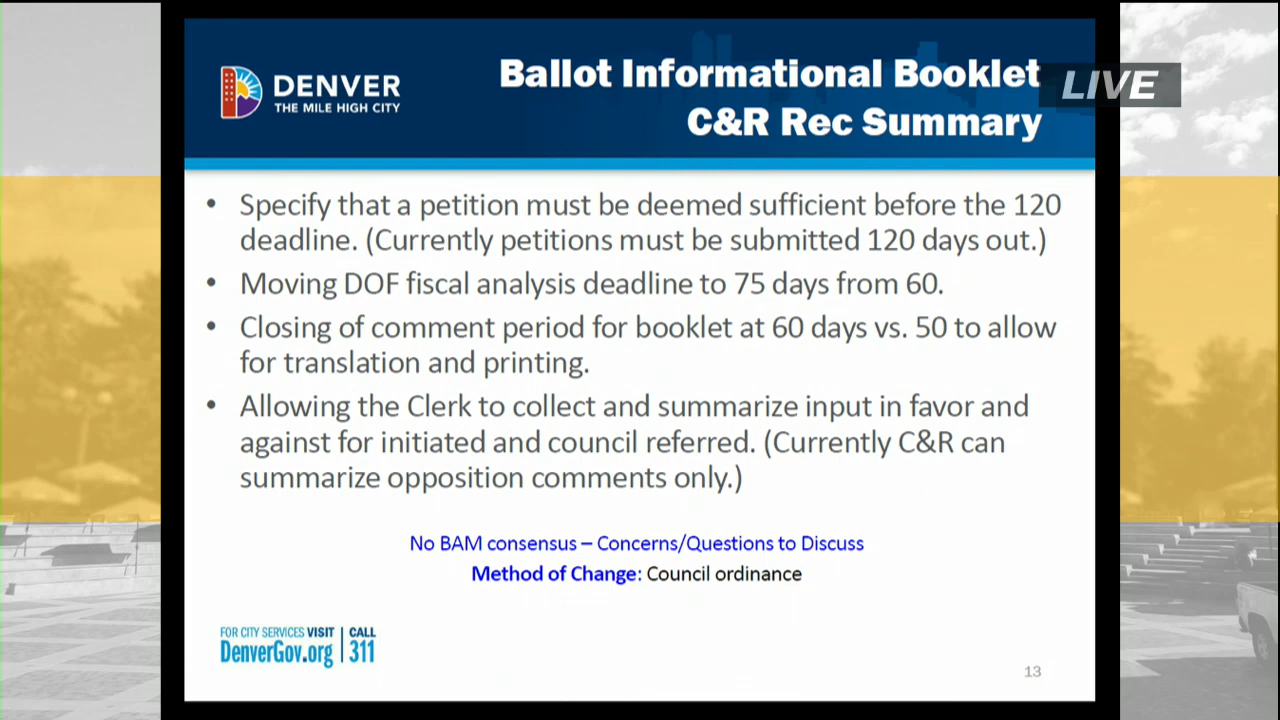 DENVER
THE MILE HIGH CITY
Ballot Informational Booklet
C&R Rec Summary
LIVE
• Specify that a petition must be deemed sufficient before the 120
deadline. (Currently petitions must be submitted 120 days out.)
• Moving DOF fiscal analysis deadline to 75 days from 60.
• Closing of comment period for booklet at 60 days vs. 50 to allow
for translation and printing.
• Allowing the Clerk to collect and summarize input in favor and
against for initiated and council referred. (Currently C&R can
summarize opposition comments only.)
No BAM consensus – Concerns/Questions to Discuss
Method of Change: Council ordinance
FOR CITY SERVICES VISIT | CALL
DenverGov.org | 311
13